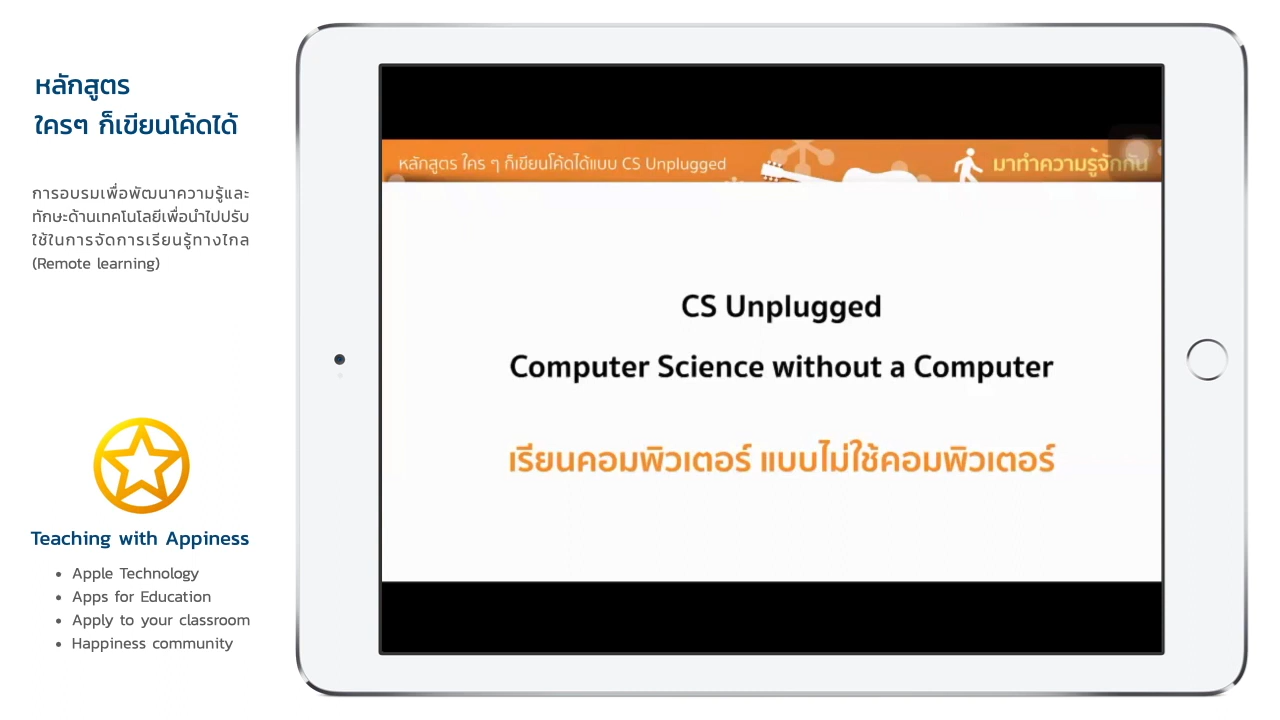 หลักสูตร
ใครๆ ก็เขียนโค้ดได้
การอบรมเพื่อพัฒนาความรู้และ
ทักษะด้านเทคโนโลยีเพื่อนำไปปรับ
ใช้ในการจัดการเรียนรู้ทางไกล
(Remote learning)
Teaching with Appiness
• Apple Technology
• Apps for Education
• Apply to your classroom
• Happiness community
หลักสูตร ใคร ๆ ก็เขียนโค้ดได้แบบ CS Unplugged
มาทำความรู้จักกัน
CS Unplugged
Computer Science without a Computer
เรียนคอมพิวเตอร์ แบบไม่ใช้คอมพิวเตอร์